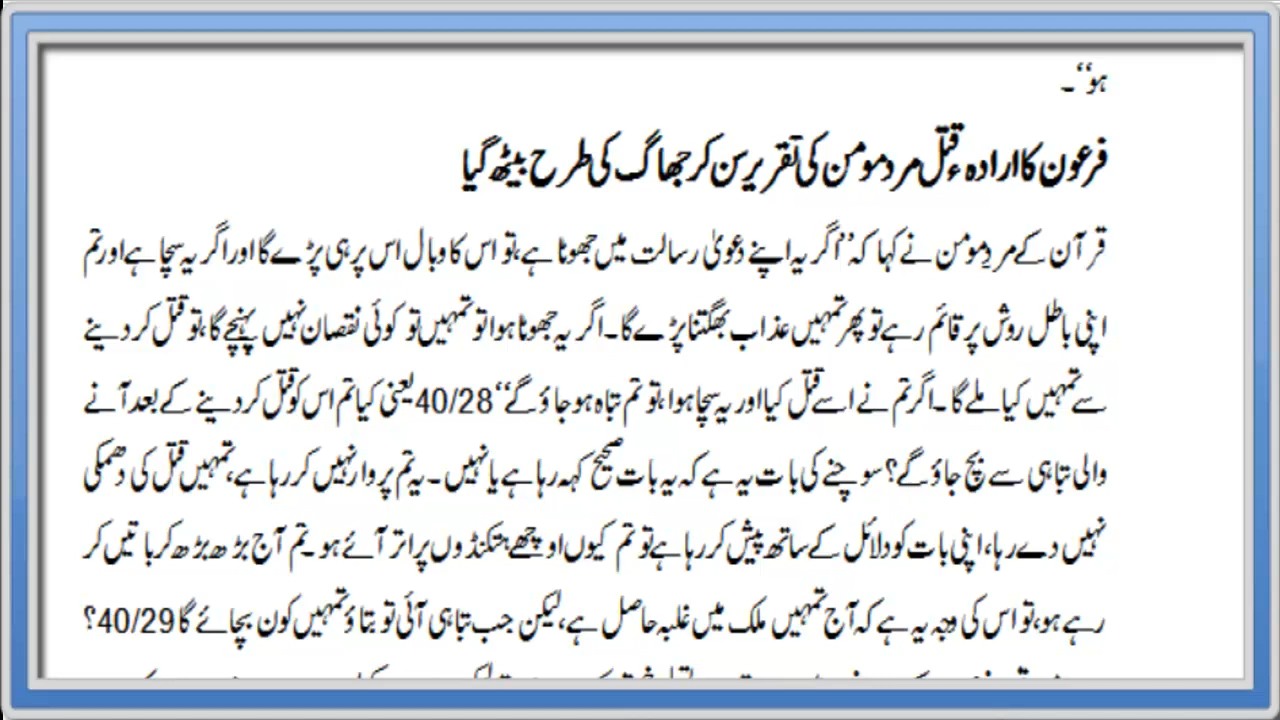 ہو‘‘۔
فرعون کا ارادہءِ قتل مردِ مومن کی تقریر سن کر جھاگ کی طرح بیٹھ گیا
قرآن کے مردِ مومن نے کہا کہ ’’اگر یہ اپنے دعویٰ رسالت میں جھوٹا ہے، تو اس کا وبال اس پر ہی پڑے گا اور اگر یہ سچا ہے اور تم
اپنی باطل روش پر قائم رہے تو پھر تمہیں عذاب بھگتنا پڑے گا۔ اگر یہ جھوٹا ہوا تو تمہیں تو کوئی نقصان نہیں پہنچے گا، تو قتل کر دینے
سے تمہیں کیا ملے گا۔ اگر تم نے اسے قتل کیا اور یہ سچا ہوا، تو تم تباہ ہو جاؤ گے‘‘ 40/28 یعنی کیا تم اس کو قتل کر دینے کے بعد آنے
والی تباہی سے بچ جاؤ گے؟ سوچنے کی بات یہ ہے کہ یہ بات صحیح کہہ رہا ہے یا نہیں۔ یہ تم پر وار نہیں کر رہا ہے، تمہیں قتل کی دھمکی
نہیں دے رہا، اپنی بات کو دلائل کے ساتھ پیش کر رہا ہے تو تم کیوں اوچھے ہتکنڈوں پر اتر آئے ہو۔ تم آج بڑھ بڑھ کر باتیں کر
رہے ہو، تو اس کی وجہ یہ ہے کہ آج تمہیں ملک میں غلبہ حاصل ہے، لیکن جب تباہی آئی تو بتاؤ تمہیں کون بچائے گا 40/29؟